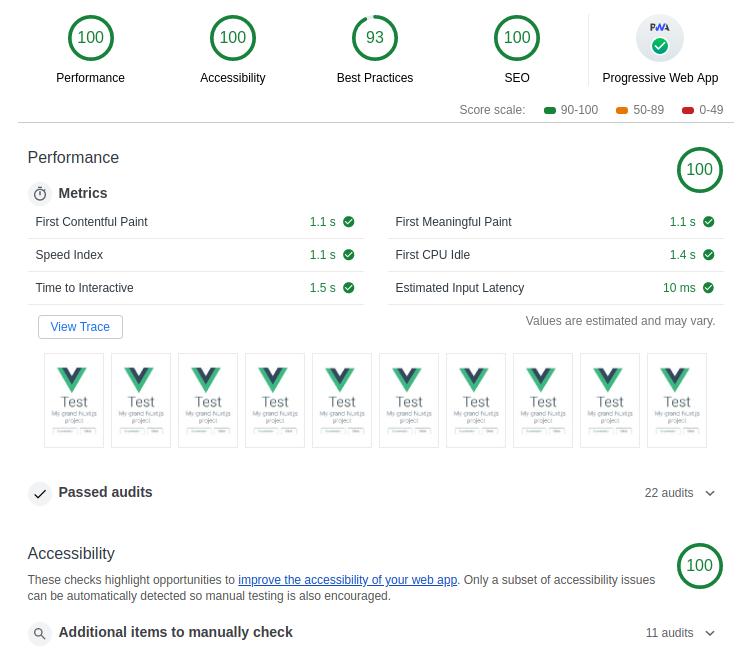 100 100 93 100 PWA
Performance Accessibility Best Practices SEO Progressive Web App
Score scale: 90-100 50-89 0-49
Performance 100
Metrics
First Contentful Paint 1.1 s First Meaningful Paint 1.1 s
Speed Index 1.1 s First CPU Idle 1.4 s
Time to Interactive 1.5 s Estimated Input Latency 10 ms
View Trace Values are estimated and may vary.
Test Test Test Test Test Test Test Test Test Test
My grand Nuxt.js My grand Nuxt.js My grand Nuxt.js My grand Nuxt.js My grand Nuxt.js My grand Nuxt.js My grand Nuxt.js My grand Nuxt.js My grand Nuxt.js My grand Nuxt.js
project project project project project project project project project project
Passed audits 22 audits
Accessibility 100
These checks highlight opportunities to improve the accessibility of your web app. Only a subset of accessibility issues
can be automatically detected so manual testing is also encouraged.
Additional items to manually check 11 audits